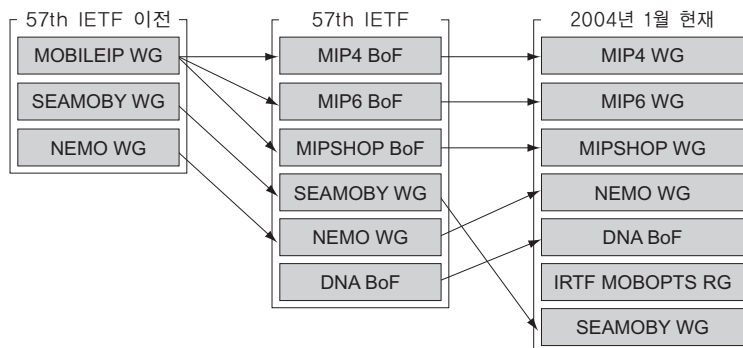 57th IETF 이전
MOBILEIP WG
SEAMOBY WG
NEMO WG
57th IETF
MIP4 BoF
MIP6 BoF
MIPSHOP BoF
SEAMOBY WG
NEMO WG
DNA BoF
2004년 1월 현재
MIP4 WG
MIP6 WG
MIPSHOP WG
NEMO WG
DNA BoF
IRTF MOBOPTS RG
SEAMOBY WG